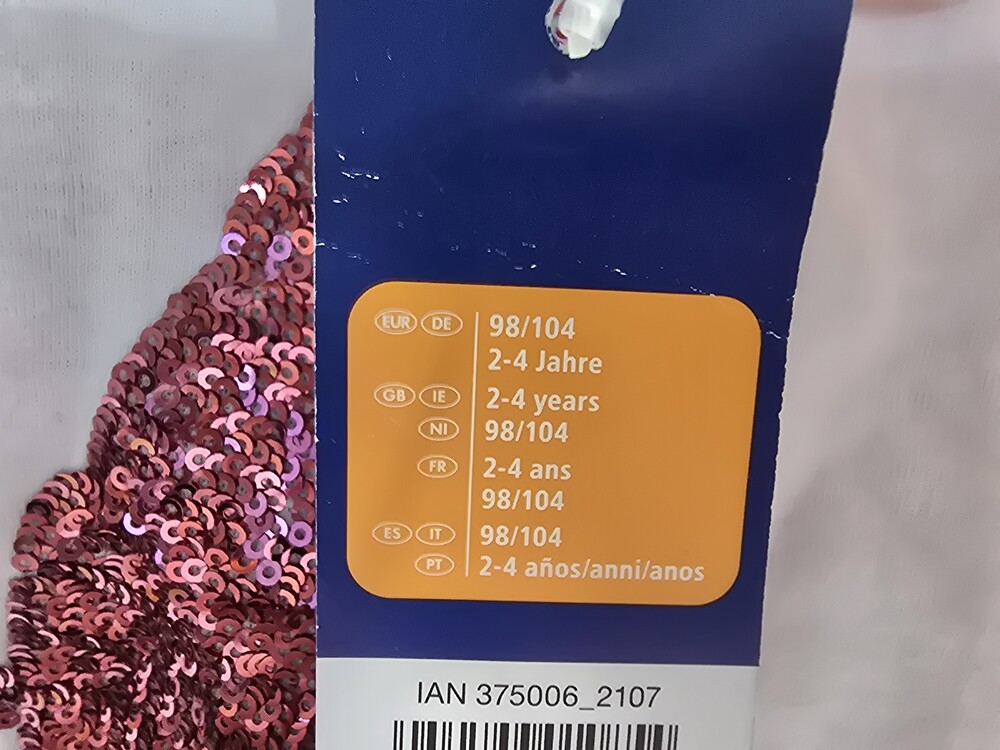 EUR DE 98/104
2-4 Jahre
GB IE 2-4 years
NI 98/104
FR 2-4 ans
98/104
ES IT 98/104
PT 2-4 años/anni/anos
IAN 375006_2107